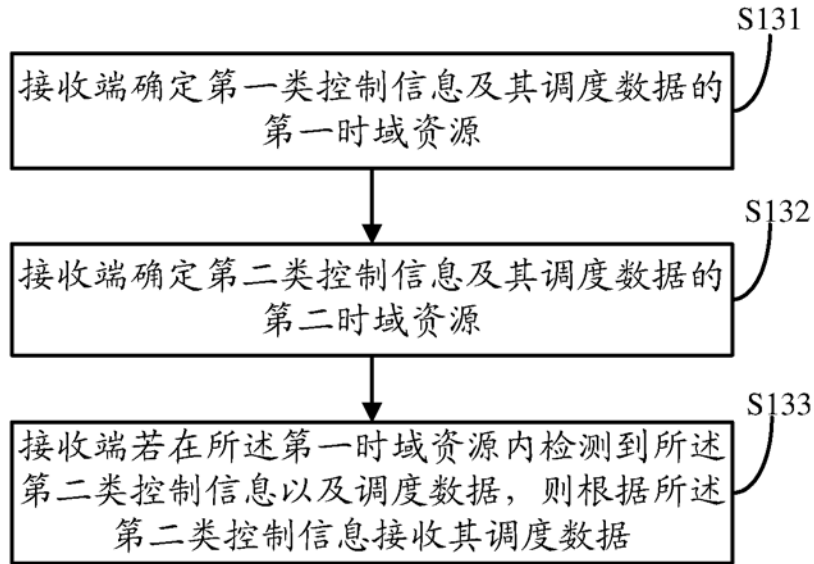 S131
接收端确定第一类控制信息及其调度数据的
第一时域资源
S132
接收端确定第二类控制信息及其调度数据的
第二时域资源
S133
接收端若在所述第一时域资源内检测到所述
第二类控制信息以及调度数据，则根据所述
第二类控制信息接收其调度数据